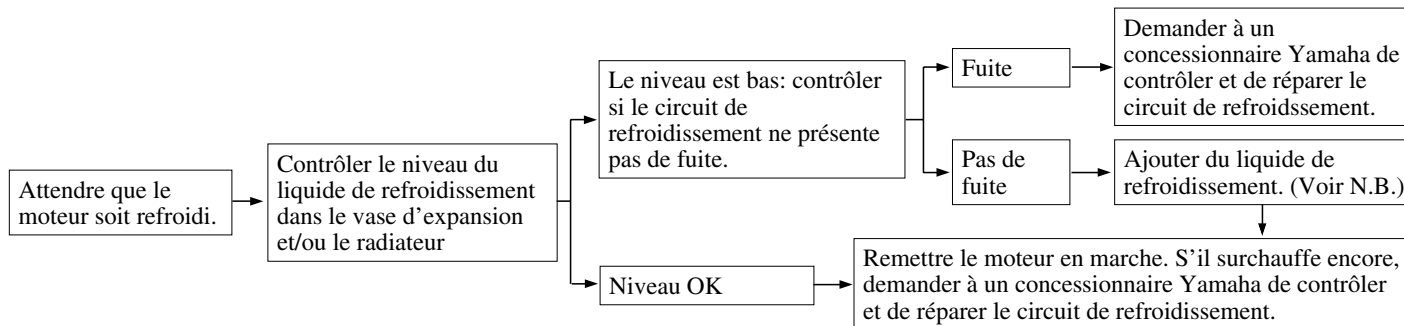 Attendre que le
moteur soit refroidi.
Contrôler le niveau du
liquide de refroidissement
dans le vase d’expansion
et/ou le radiateur
Le niveau est bas: contrôler
si le circuit de
refroidissement ne présente
pas de fuite.
Fuite
Demander à un
concessionnaire Yamaha de
contrôler et de réparer le
circuit de refroidssement.
Pas de
fuite
Ajouter du liquide de
refroidissement. (Voir N.B.)
Niveau OK
Remettre le moteur en marche. S’il surchauffe encore,
demander à un concessionnaire Yamaha de contrôler
et de réparer le circuit de refroidissement.